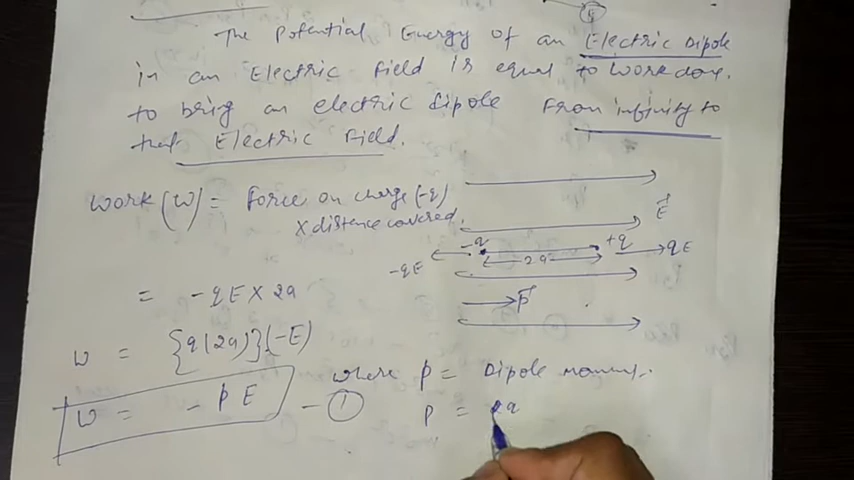 The Potential Energy of an Electric Dipole
in an Electric field is equal to work done.
to bring an electric dipole from infinity to
that Electric Field.
Work (W) = Force on charge (-q)
x distance covered.
E
-q +q
-qE 2a qE
= -qE x 2a
P
W = {q(2a)}(-E)
where p = Dipole moment.
W = - p E - 1
p = 2a